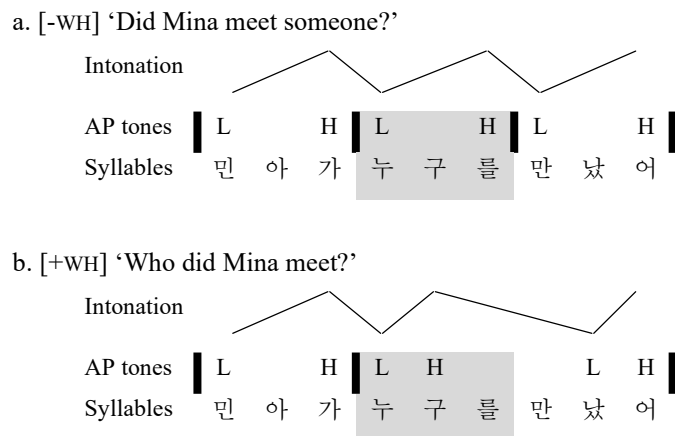 a. [-WH] ‘Did Mina meet someone?’
Intonation
AP tones L H L H L H
Syllables 민 아 가 누 구 를 만 났 어
b. [+WH] ‘Who did Mina meet?’
Intonation
AP tones L H L H L H
Syllables 민 아 가 누 구 를 만 났 어